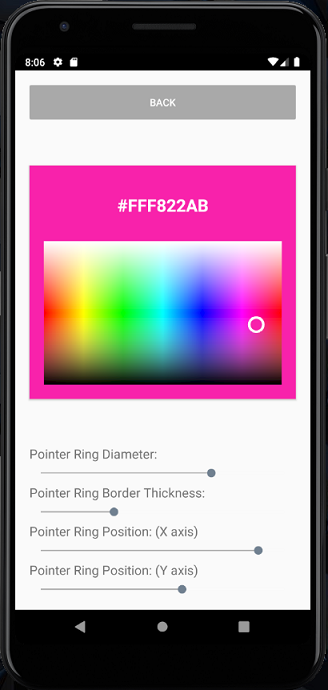 8:06
BACK
#FFF822AB
Pointer Ring Diameter:
Pointer Ring Border Thickness:
Pointer Ring Position: (X axis)
Pointer Ring Position: (Y axis)